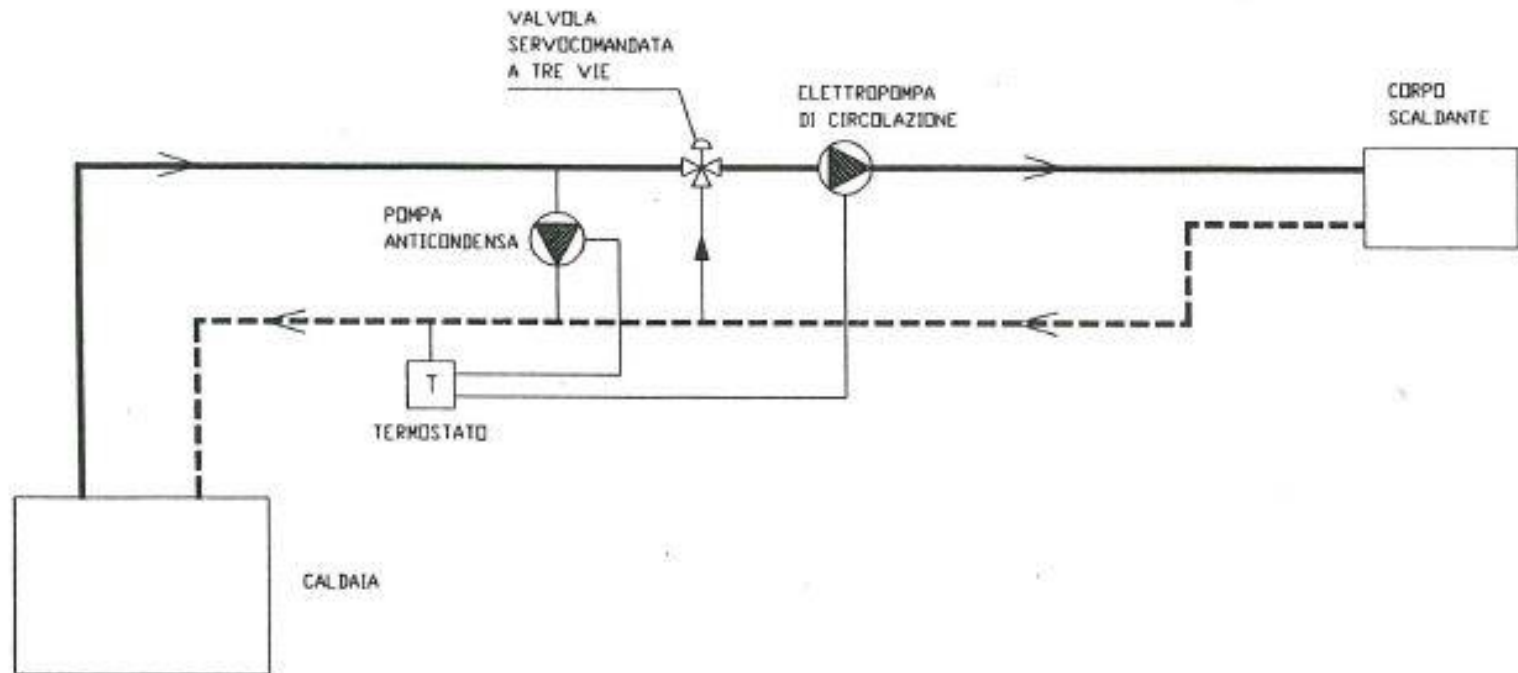 VALVOLA
SERVOCOMANDATA
A TRE VIE
ELETTROPOMPA
DI CIRCOLAZIONE
CORPO
SCALDANTE
POMPA
ANTICONDENSA
T
TERMOSTATO
CALDAIA